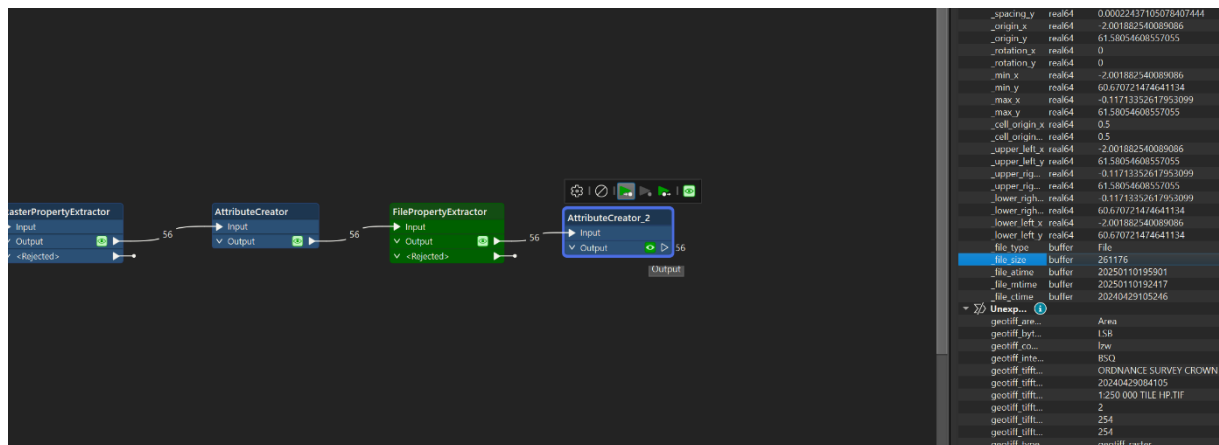 RasterPropertyExtractor
Input
Output
<Rejected>
56
AttributeCreator
Input
Output
56
FilePropertyExtractor
Input
Output
<Rejected>
56
AttributeCreator_2
Input
Output
56
Output
_spacing_y real64 0.00022437105078407444
_origin_x real64 -2.001882540089086
_origin_y real64 61.58054608557055
_rotation_x real64 0
_rotation_y real64 0
_min_x real64 -2.001882540089086
_min_y real64 60.670721474641134
_max_x real64 -0.11713352617953099
_max_y real64 61.58054608557055
_cell_origin_x real64 0.5
_cell_origin... real64 0.5
_upper_left_x real64 -2.001882540089086
_upper_left_y real64 61.58054608557055
_upper_rig... real64 -0.11713352617953099
_upper_rig... real64 61.58054608557055
_lower_righ... real64 -0.11713352617953099
_lower_righ... real64 60.670721474641134
_lower_left_x real64 -2.001882540089086
_lower_left_y real64 60.670721474641134
_file_type buffer File
_file_size buffer 261176
_file_atime buffer 20250110195901
_file_mtime buffer 20250110192417
_file_ctime buffer 20240429105246
Unexp...
geotiff_are... Area
geotiff_byt... LSB
geotiff_co... lzw
geotiff_inte... BSQ
geotiff_tifft... ORDNANCE SURVEY CROWN
geotiff_tifft... 20240429084105
geotiff_tifft... 1:250 000 TILE HP.TIF
geotiff_tifft... 2
geotiff_tifft... 254
geotiff_tifft... 254
geotiff_type geotiff_raster